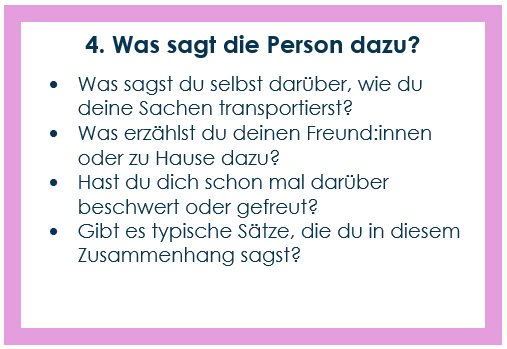 4. Was sagt die Person dazu?
• Was sagst du selbst darüber, wie du
deine Sachen transportierst?
• Was erzählst du deinen Freund:innen
oder zu Hause dazu?
• Hast du dich schon mal darüber
beschwert oder gefreut?
• Gibt es typische Sätze, die du in diesem
Zusammenhang sagst?